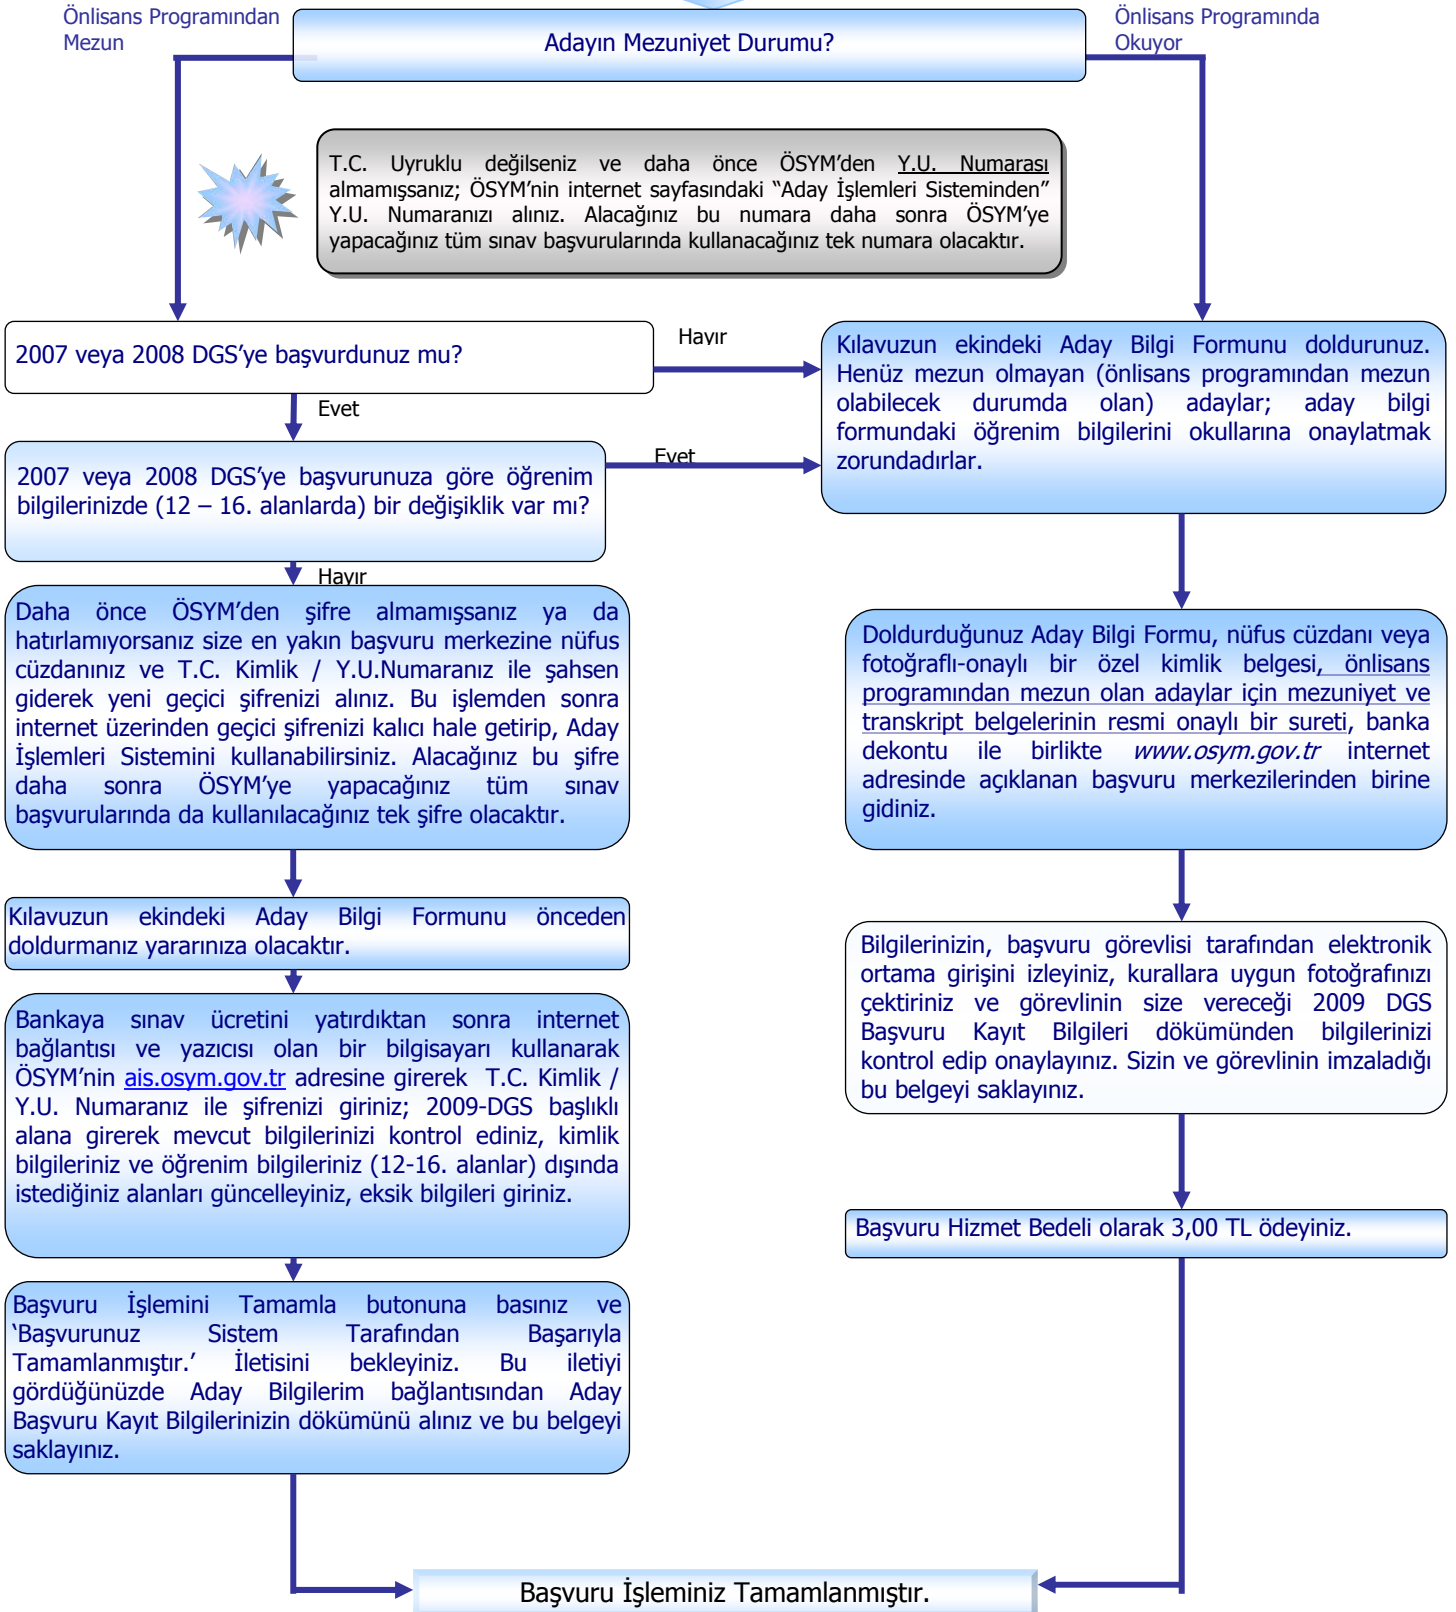 Önlisans Programından
Mezun
Adayın Mezuniyet Durumu?
Önlisans Programında
Okuyor
T.C. Uyruklu değilseniz ve daha önce ÖSYM’den Y.U. Numarası
almamışsanız; ÖSYM’nin internet sayfasındaki “Aday İşlemleri Sisteminden”
Y.U. Numaranızı alınız. Alacağınız bu numara daha sonra ÖSYM’ye
yapacağınız tüm sınav başvurularında kullanacağınız tek numara olacaktır.
2007 veya 2008 DGS’ye başvurdunuz mu?
Hayır
Evet
2007 veya 2008 DGS’ye başvurunuza göre öğrenim
bilgilerinizde (12 – 16. alanlarda) bir değişiklik var mı?
Evet
Hayır
Daha önce ÖSYM’den şifre almamışsanız ya da
hatırlamıyorsanız size en yakın başvuru merkezine nüfus
cüzdanınız ve T.C. Kimlik / Y.U.Numaranız ile şahsen
giderek yeni geçici şifrenizi alınız. Bu işlemden sonra
internet üzerinden geçici şifrenizi kalıcı hale getirip, Aday
İşlemleri Sistemini kullanabilirsiniz. Alacağınız bu şifre
daha sonra ÖSYM’ye yapacağınız tüm sınav
başvurularında da kullanılacağınız tek şifre olacaktır.
Kılavuzun ekindeki Aday Bilgi Formunu önceden
doldurmanız yararınıza olacaktır.
Bankaya sınav ücretini yatırdıktan sonra internet
bağlantısı ve yazıcısı olan bir bilgisayarı kullanarak
ÖSYM’nin ais.osym.gov.tr adresine girerek T.C. Kimlik /
Y.U. Numaranız ile şifrenizi giriniz; 2009-DGS başlıklı
alana girerek mevcut bilgilerinizi kontrol ediniz, kimlik
bilgileriniz ve öğrenim bilgileriniz (12-16. alanlar) dışında
istediğiniz alanları güncelleyiniz, eksik bilgileri giriniz.
Başvuru İşlemini Tamamla butonuna basınız ve
‘Başvurunuz Sistem Tarafından Başarıyla
Tamamlanmıştır.’ İletisini bekleyiniz. Bu iletiyi
gördüğünüzde Aday Bilgilerim bağlantısından Aday
Başvuru Kayıt Bilgilerinizin dökümünü alınız ve bu belgeyi
saklayınız.
Kılavuzun ekindeki Aday Bilgi Formunu doldurunuz.
Henüz mezun olmayan (önlisans programından mezun
olabilecek durumda olan) adaylar; aday bilgi
formundaki öğrenim bilgilerini okullarına onaylatmak
zorundadırlar.
Doldurduğunuz Aday Bilgi Formu, nüfus cüzdanı veya
fotoğraflı-onaylı bir özel kimlik belgesi, önlisans
programından mezun olan adaylar için mezuniyet ve
transkript belgelerinin resmi onaylı bir sureti, banka
dekontu ile birlikte www.osym.gov.tr internet
adresinde açıklanan başvuru merkezilerinden birine
gidiniz.
Bilgilerinizin, başvuru görevlisi tarafından elektronik
ortama girişini izleyiniz, kurallara uygun fotoğrafınızı
çektiriniz ve görevlinin size vereceği 2009 DGS
Başvuru Kayıt Bilgileri dökümünden bilgilerinizi
kontrol edip onaylayınız. Sizin ve görevlinin imzaladığı
bu belgeyi saklayınız.
Başvuru Hizmet Bedeli olarak 3,00 TL ödeyiniz.
Başvuru İşleminiz Tamamlanmıştır.